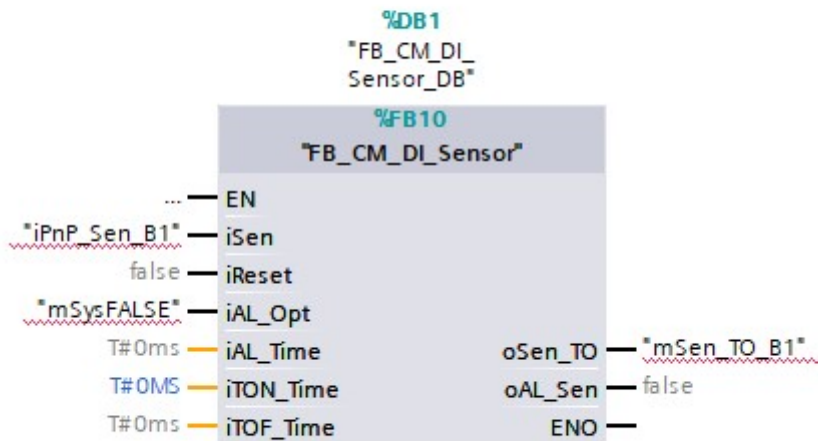 %DB1
"FB_CM_DI_
Sensor_DB"
%FB10
"FB_CM_DI_Sensor"
... EN
"iPnP_Sen_B1" iSen
false iReset
"mSysFALSE" iAL_Opt
T#0ms iAL_Time oSen_TO "mSen_TO_B1"
T#0MS iTON_Time oAL_Sen false
T#0ms iTOF_Time ENO